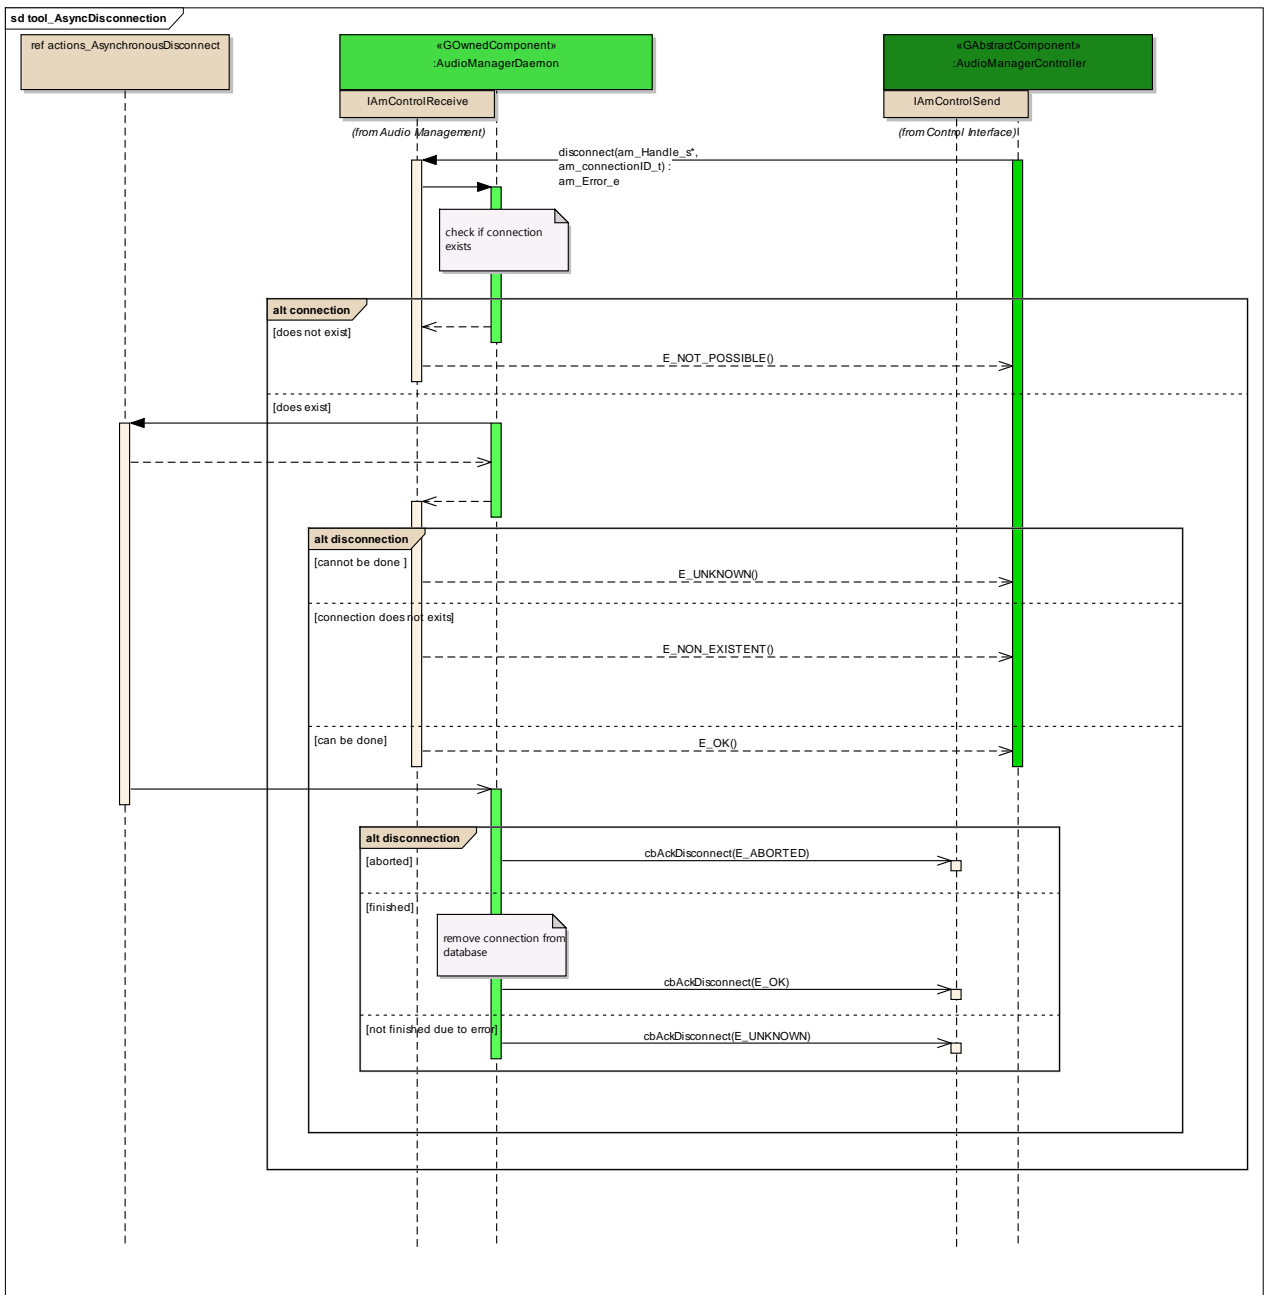 sd tool_AsyncDisconnection
ref actions_AsynchronousDisconnect
«GOwnedComponent»
:AudioManagerDaemon
«GAbstractComponent»
:AudioManagerController
IAmControlReceive
IAmControlSend
(from Audio Management)
(from Control Interface)
disconnect(am_Handle_s*,
am_connectionID_t) :
am_Error_e
check if connection
exists
alt connection
[does not exist]
E_NOT_POSSIBLE()
[does exist]
alt disconnection
[cannot be done ]
E_UNKNOWN()
[connection does not exits]
E_NON_EXISTENT()
[can be done]
E_OK()
alt disconnection
[aborted]
cbAckDisconnect(E_ABORTED)
[finished]
remove connection from
database
cbAckDisconnect(E_OK)
[not finished due to error]
cbAckDisconnect(E_UNKNOWN)